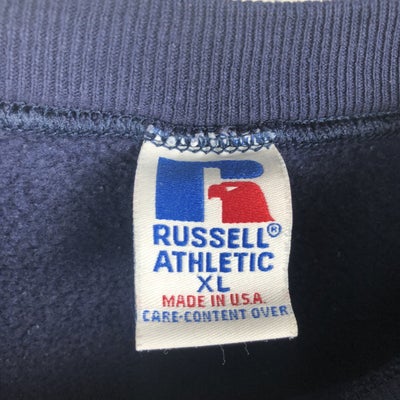 RUSSELL®
ATHLETIC
XL
MADE IN U.S.A.
CARE-CONTENT OVER